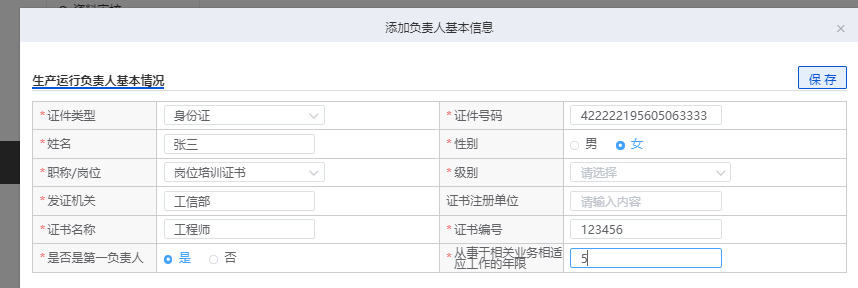 添加负责人基本信息 ×
生产运行负责人基本情况 保 存
*证件类型 身份证 *证件号码 422222195605063333
*姓名 张三 *性别 男 女
*职称/岗位 岗位培训证书 *级别 请选择
*发证机关 工信部 证书注册单位 请输入内容
*证书名称 工程师 *证书编号 123456
*是否是第一负责人 是 否 *从事于相关业务相适
应工作的年限 5